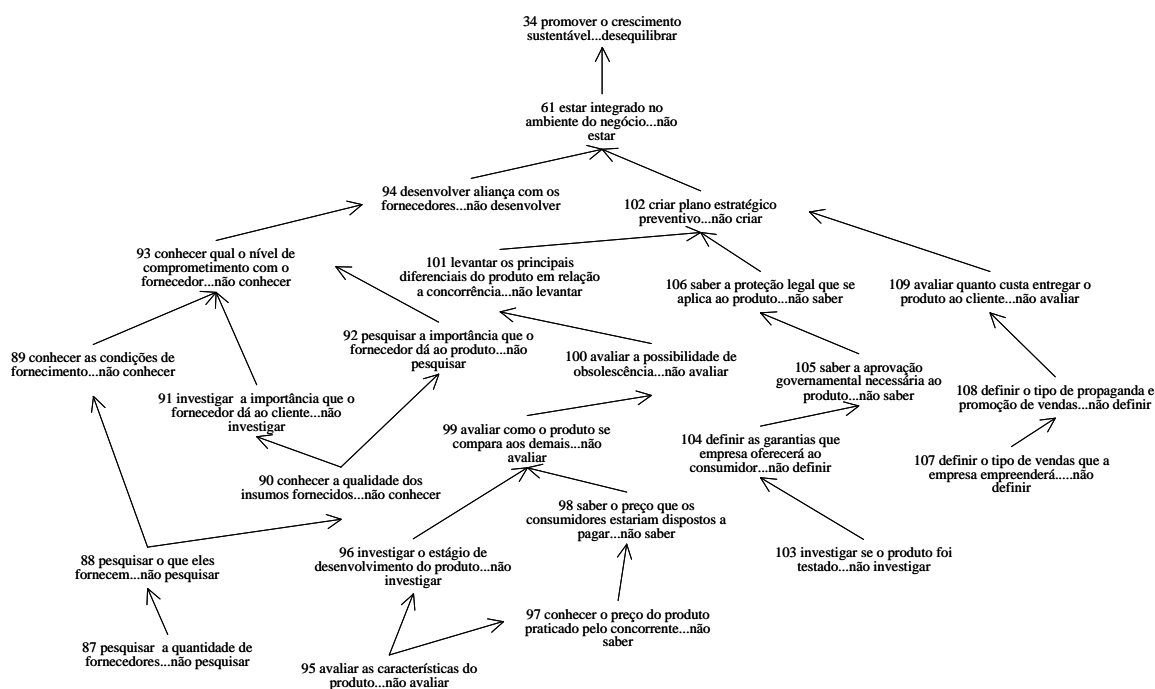 34 promover o crescimento
sustentável...desequilibrar
61 estar integrado no
ambiente do negócio...não
estar
94 desenvolver aliança com os
fornecedores...não desenvolver
102 criar plano estratégico
preventivo...não criar
93 conhecer qual o nível de
comprometimento com o
fornecedor...não conhecer
101 levantar os principais
diferenciais do produto em relação
a concorrência...não levantar
106 saber a proteção legal que se
aplica ao produto...não saber
109 avaliar quanto custa entregar o
produto ao cliente...não avaliar
89 conhecer as condições de
fornecimento...não conhecer
92 pesquisar a importância que o
fornecedor dá ao produto...não
pesquisar
100 avaliar a possibilidade de
obsolescência...não avaliar
105 saber a aprovação
governamental necessária ao
produto...não saber
108 definir o tipo de propaganda e
promoção de vendas...não definir
91 investigar a importância que o
fornecedor dá ao cliente...não
investigar
99 avaliar como o produto se
compara aos demais...não
avaliar
104 definir as garantias que
empresa oferecerá ao
consumidor...não definir
107 definir o tipo de vendas que a
empresa empreenderá.....não
definir
90 conhecer a qualidade dos
insumos fornecidos...não conhecer
98 saber o preço que os
consumidores estariam dispostos a
pagar...não saber
88 pesquisar o que eles
fornecem...não pesquisar
96 investigar o estágio de
desenvolvimento do produto...não
investigar
103 investigar se o produto foi
testado...não investigar
87 pesquisar a quantidade de
fornecedores...não pesquisar
97 conhecer o preço do produto
praticado pelo concorrente...não
saber
95 avaliar as características do
produto...não avaliar